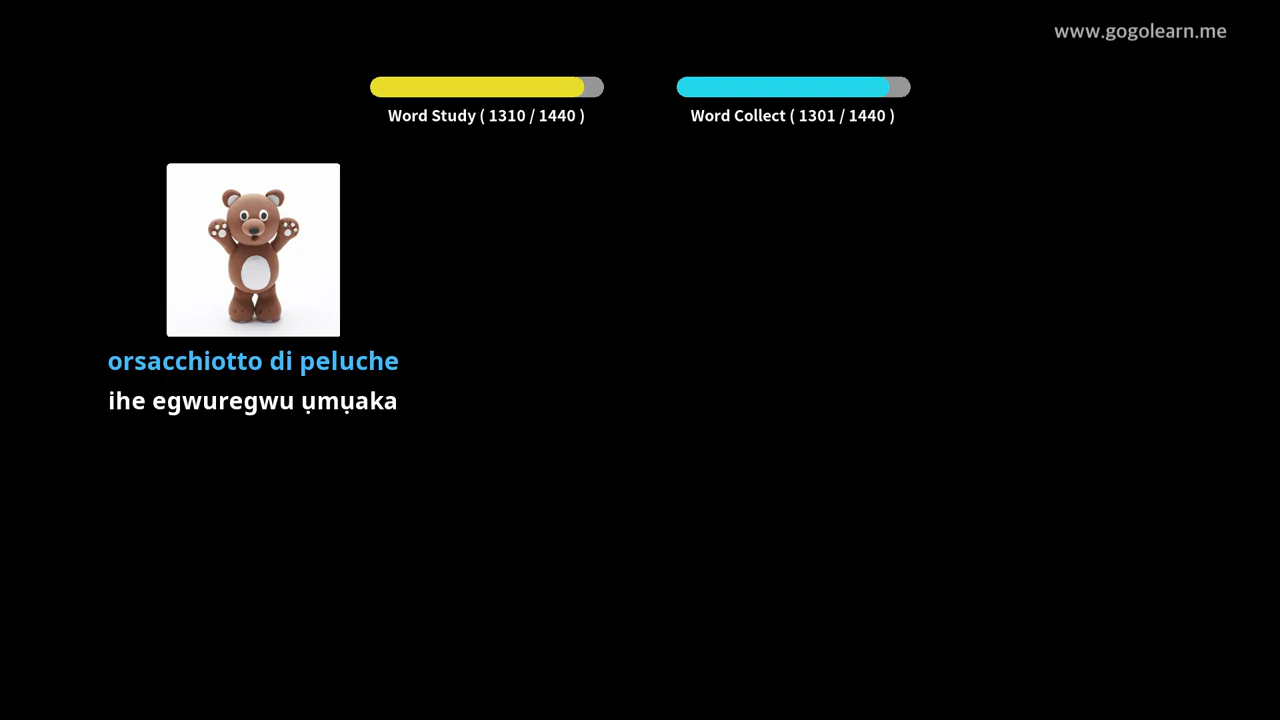 www.gogolearn.me
Word Study ( 1310 / 1440 )
Word Collect ( 1301 / 1440 )
orsacchiotto di peluche
ihe egwuregwu ụmụaka